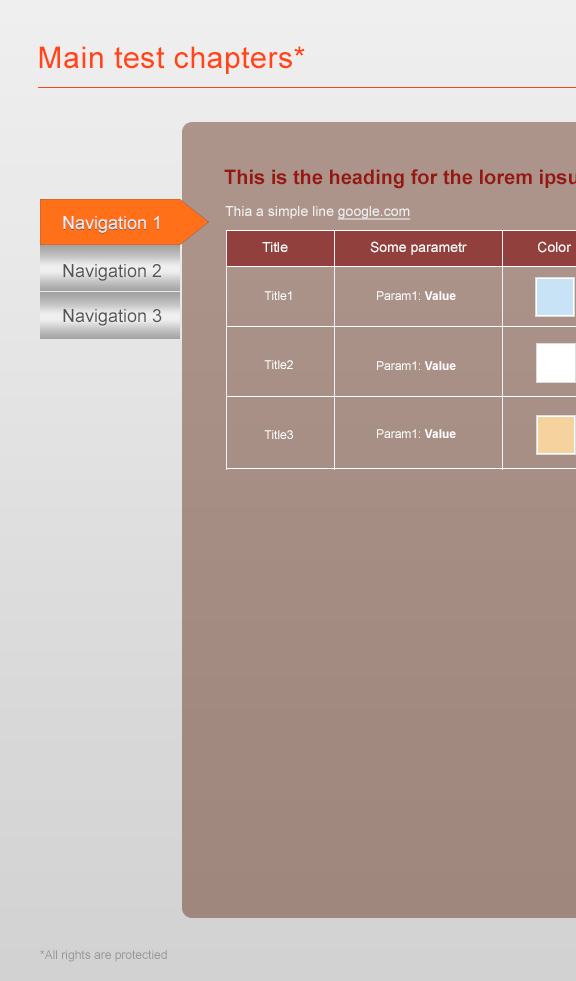 Main test chapters*
This is the heading for the lorem
Thia a simple line google.com
Navigation 1
Navigation 2
Navigation 3
Title Some parametr Color
Title1 Param1: Value
Title2 Param1: Value
Title3 Param1: Value
*All rights are protectied